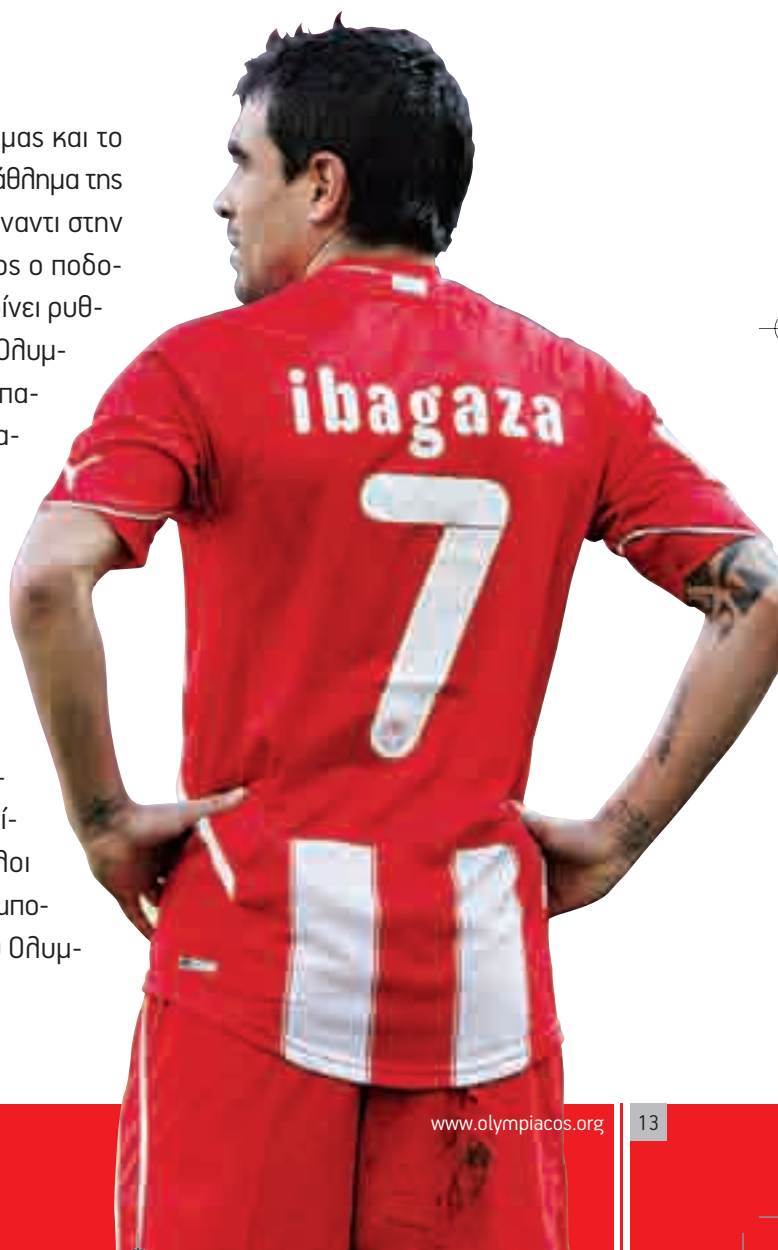 μας και το
άθλημα της
ναντι στην
ος ο ποδο-
ίνει ρυθ-
Ολυμ-
πα-
α-
ibagaza
7
-
ί-
λοι
μπο-
Ολυμ-
www.olympiacos.org 13